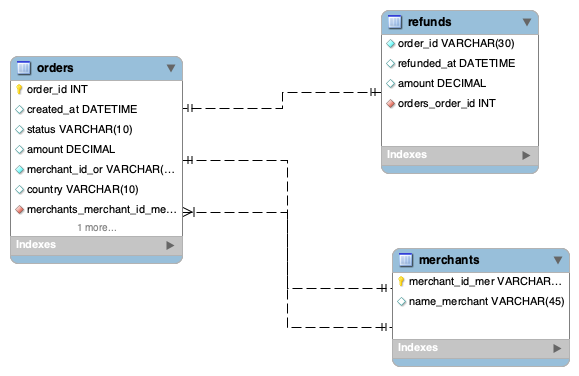 refunds
order_id VARCHAR(30)
refunded_at DATETIME
amount DECIMAL
orders_order_id INT
Indexes
orders
order_id INT
created_at DATETIME
status VARCHAR(10)
amount DECIMAL
merchant_id_or VARCHAR(...
country VARCHAR(10)
merchants_merchant_id_me...
1 more...
Indexes
merchants
merchant_id_mer VARCHAR...
name_merchant VARCHAR(45)
Indexes